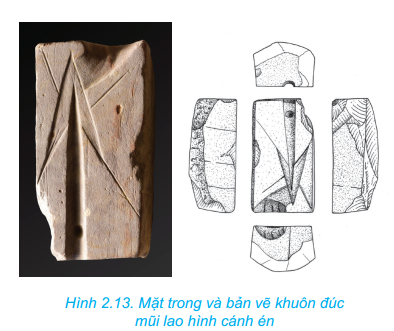 Hình 2.13. Mặt trong và bản vẽ khuôn đúc
mũi lao hình cánh én